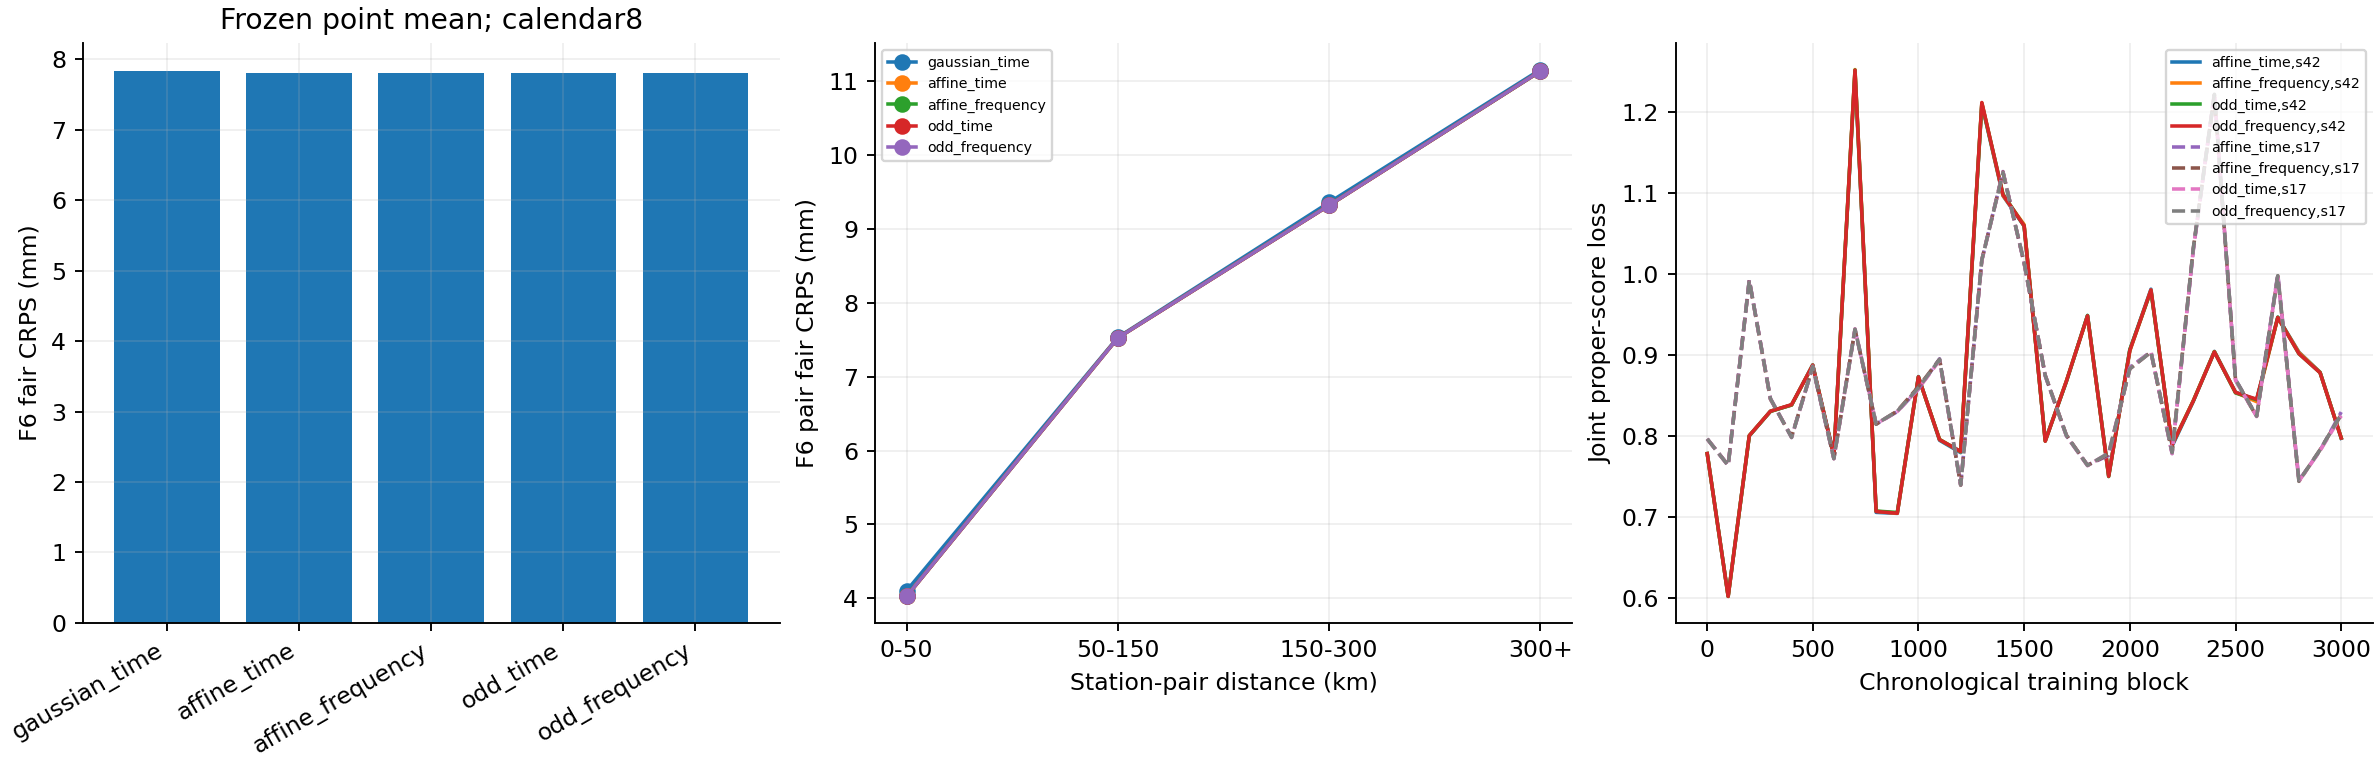 Frozen point mean; calendar8
F6 fair CRPS (mm)
8
7
6
5
4
3
2
1
0
gaussian_time
affine_time
affine_frequency
odd_time
odd_frequency
F6 pair fair CRPS (mm)
11
10
9
8
7
6
5
4
gaussian_time
affine_time
affine_frequency
odd_time
odd_frequency
0-50
50-150
150-300
300+
Station-pair distance (km)
Joint proper-score loss
1.2
1.1
1.0
0.9
0.8
0.7
0.6
affine_time,s42
affine_frequency,s42
odd_time,s42
odd_frequency,s42
affine_time,s17
affine_frequency,s17
odd_time,s17
odd_frequency,s17
0
500
1000
1500
2000
2500
3000
Chronological training block